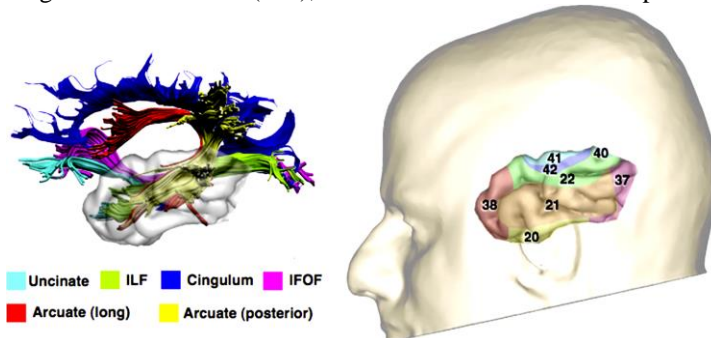 Uncinate ILF Cingulum IFOF
Arcuate (long) Arcuate (posterior)
41 40
42
22 37
38 21
20